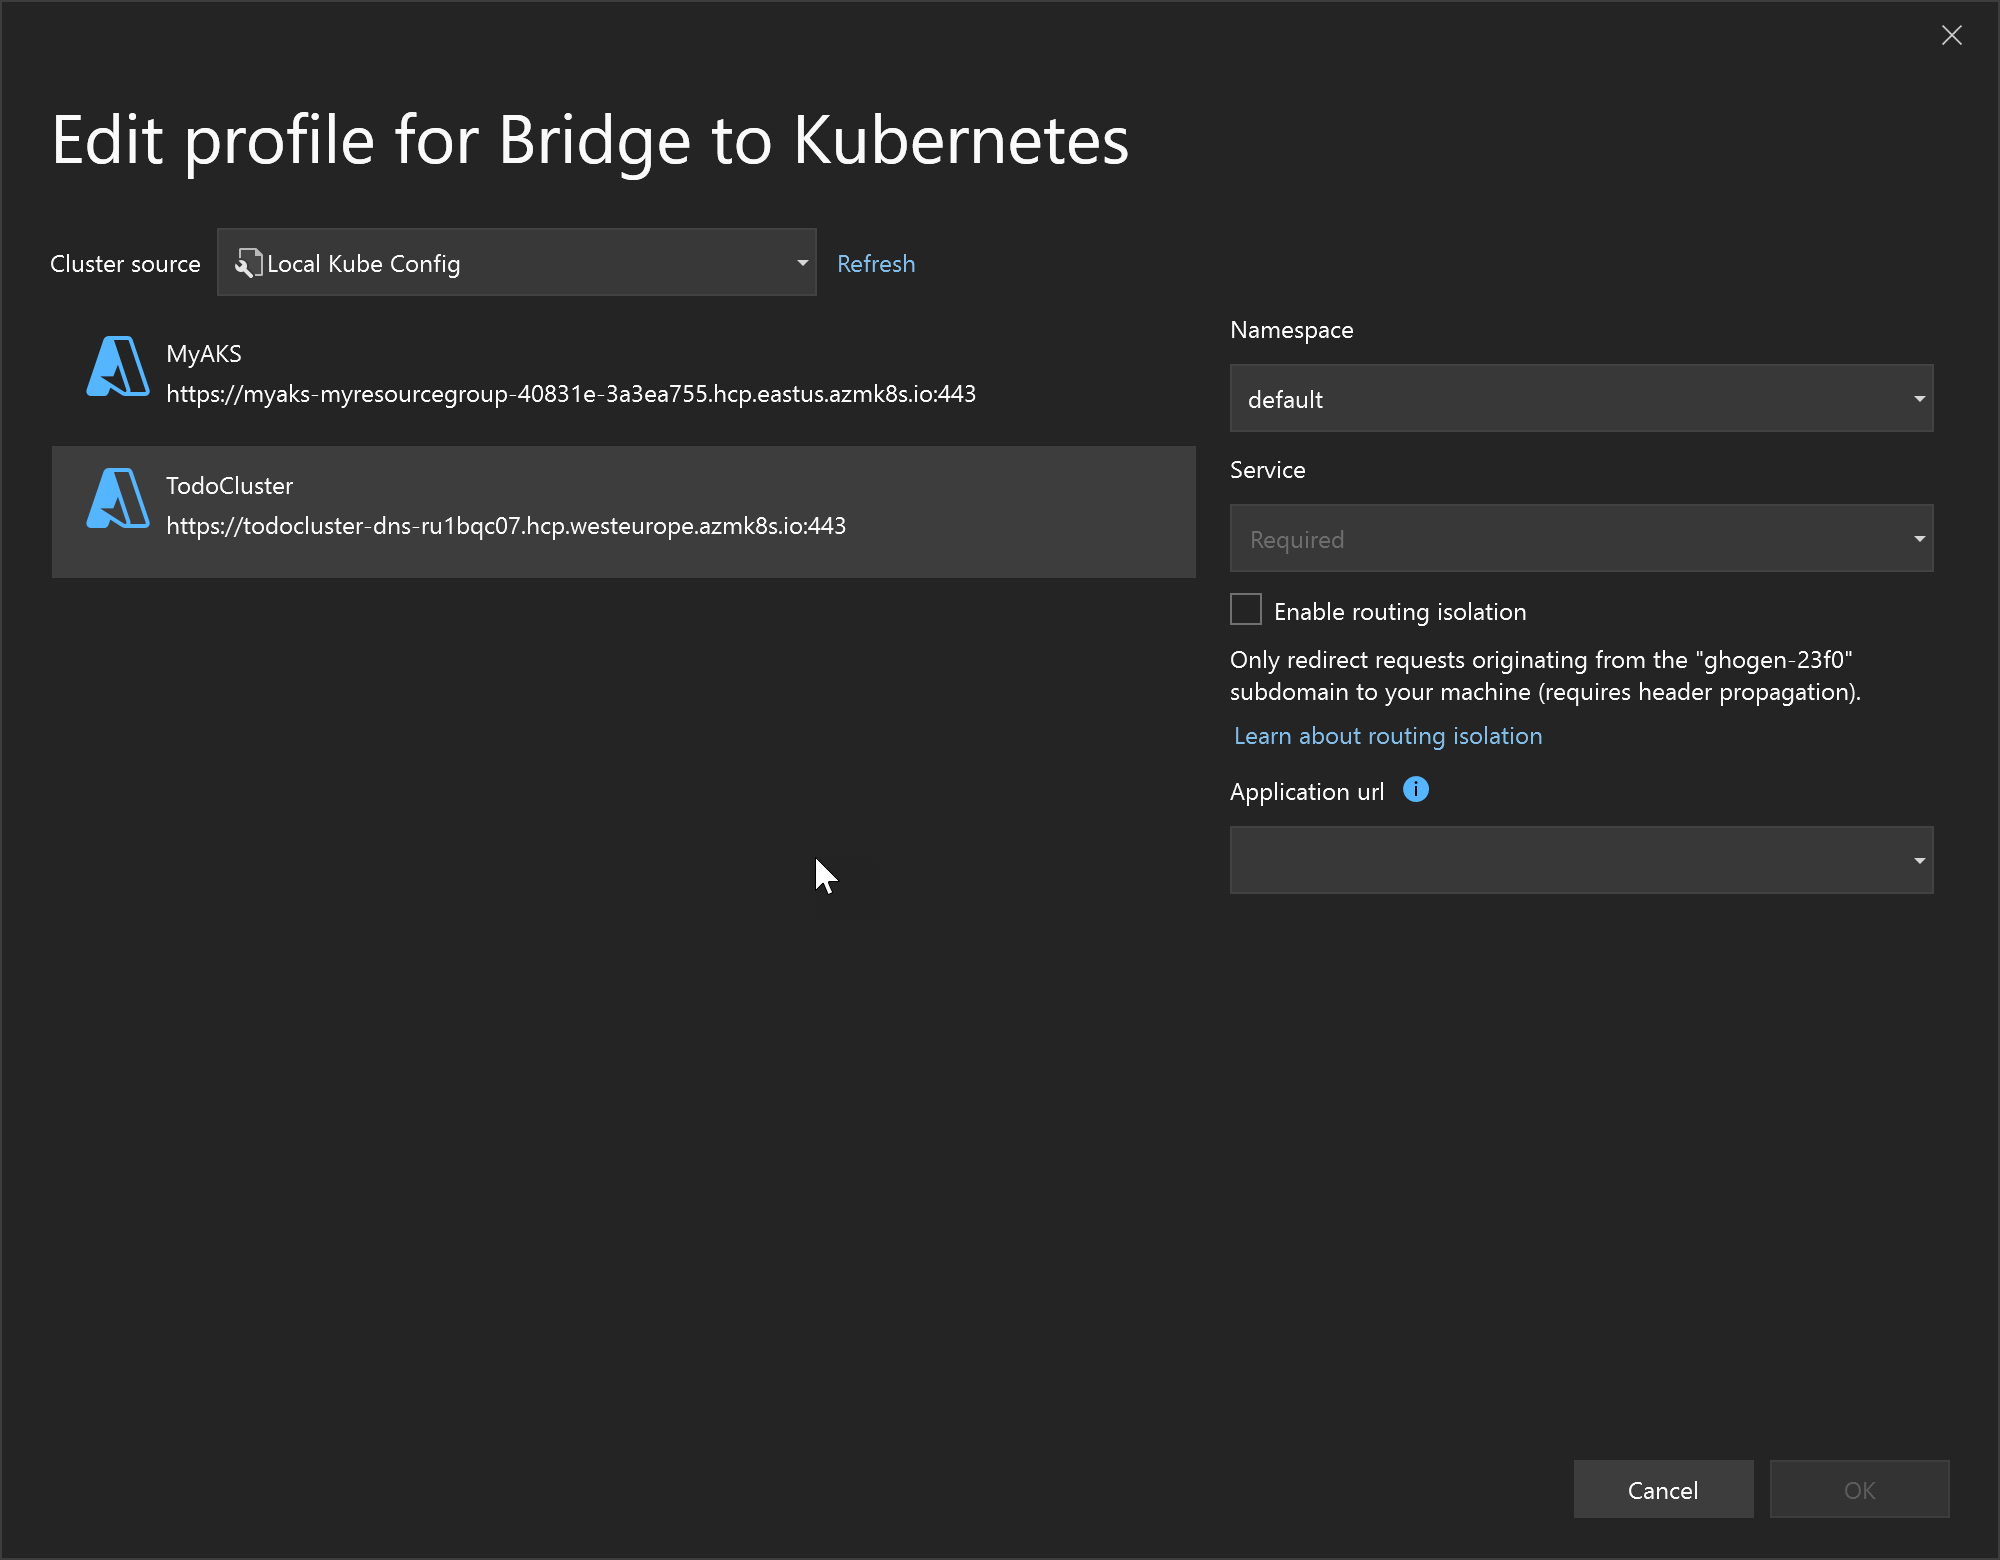 Edit profile for Bridge to Kubernetes
Cluster source
Local Kube Config
Refresh
MyAKS
https://myaks-myresourcegroup-40831e-3a3ea755.hcp.eastus.azmk8s.io:443
TodoCluster
https://todocluster-dns-ru1bqc07.hcp.westeurope.azmk8s.io:443
Namespace
default
Service
Required
Enable routing isolation
Only redirect requests originating from the "ghogen-23f0"
subdomain to your machine (requires header propagation).
Learn about routing isolation
Application url
Cancel
OK